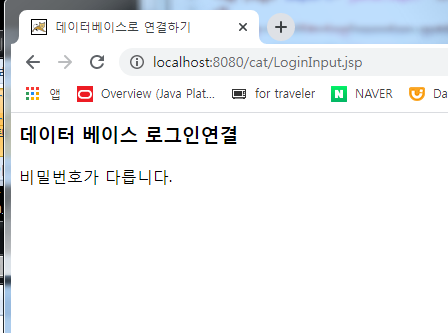 데이터베이스로 연결하기
localhost:8080/cat/LoginInput.jsp
앱 Overview (Java Plat... for traveler NAVER Da
데이터 베이스 로그인연결
비밀번호가 다릅니다.